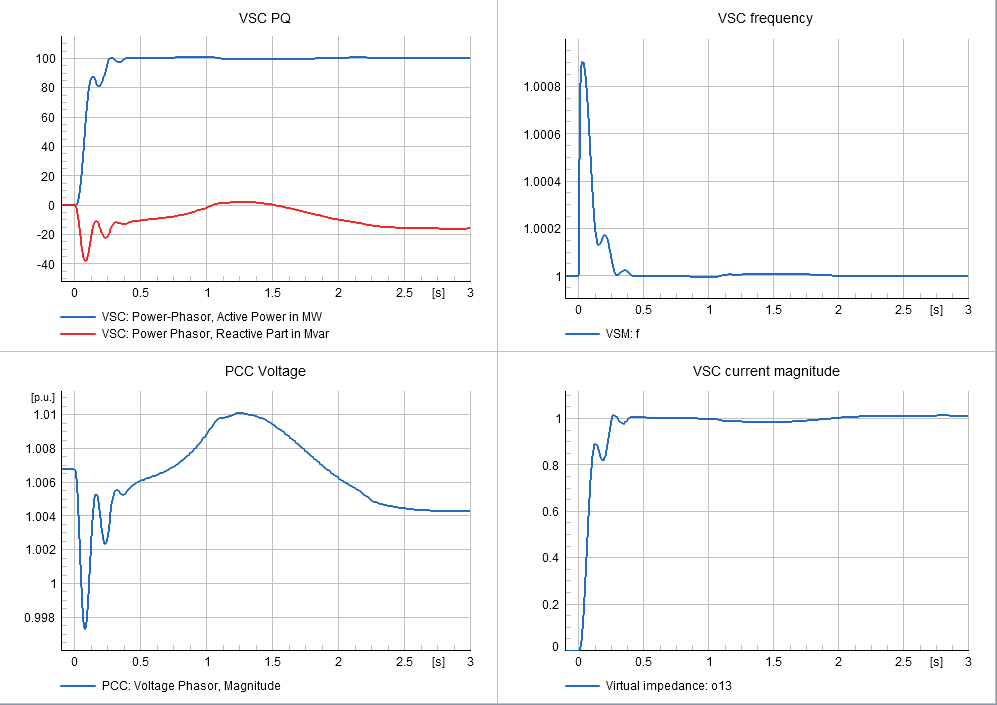 VSC PQ
100
80
60
40
20
0
-20
-40
0 0.5 1 1.5 2 2.5 [s] 3
VSC: Power-Phasor, Active Power in MW
VSC: Power Phasor, Reactive Part in Mvar
VSC frequency
1.0008
1.0006
1.0004
1.0002
1
0 0.5 1 1.5 2 2.5 [s] 3
VSM: f
PCC Voltage
[p.u.]
1.01
1.008
1.006
1.004
1.002
1
0.998
0 0.5 1 1.5 2 2.5 [s] 3
PCC: Voltage Phasor, Magnitude
VSC current magnitude
1
0.8
0.6
0.4
0.2
0
0 0.5 1 1.5 2 2.5 [s] 3
Virtual impedance: o13